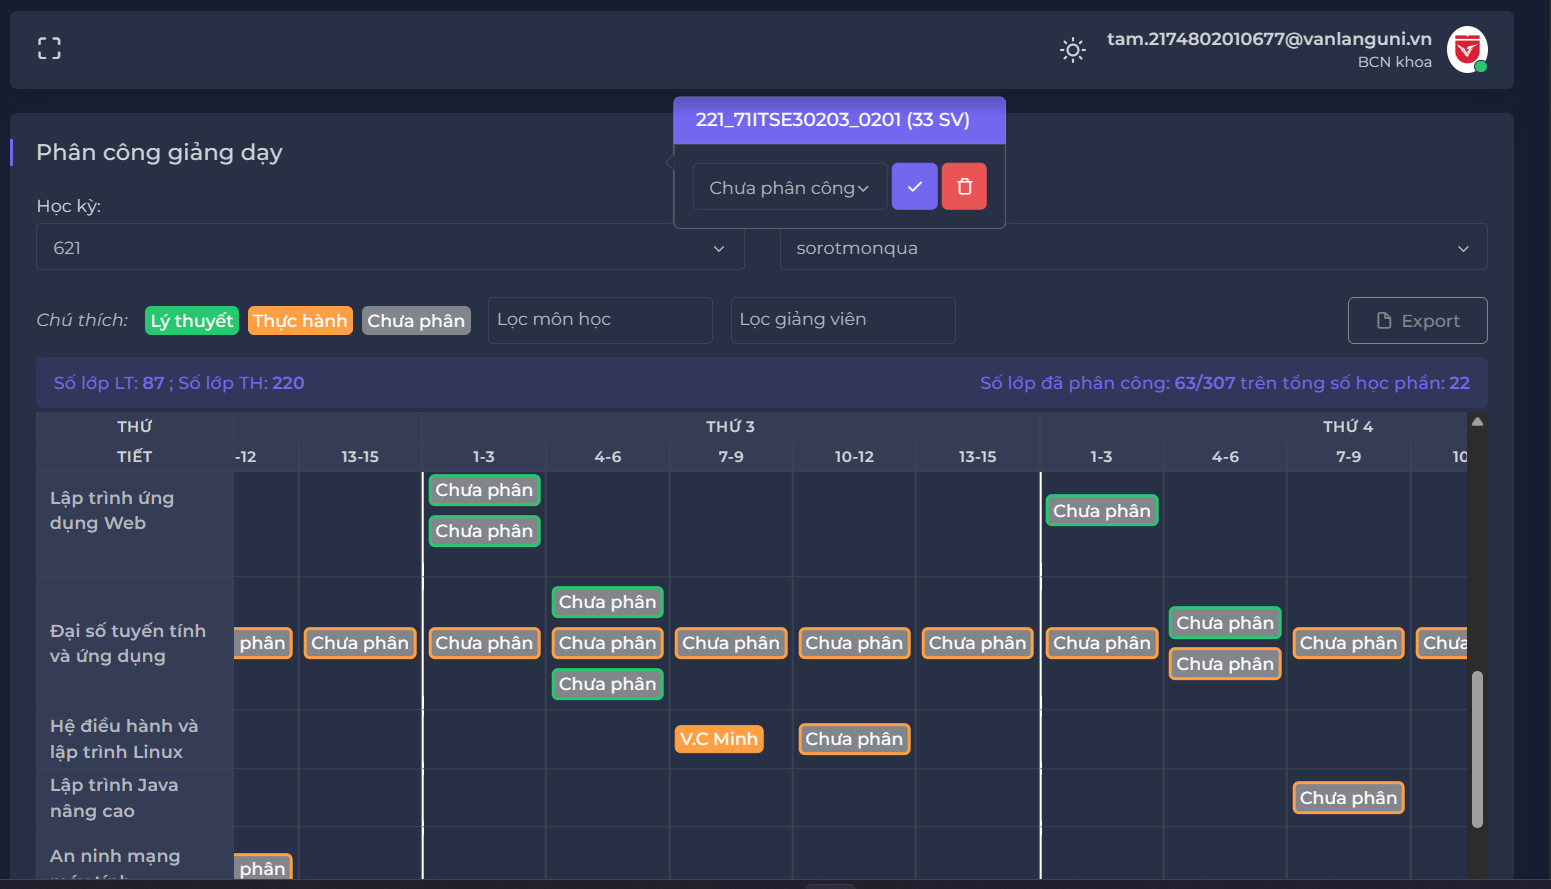 tam.2174802010677@vanlanguni.vn
BCN khoa
221_71ITSE30203_0201 (33 SV)
Chưa phân công
Phân công giảng dạy
Học kỳ:
621
sorotmonqua
Chú thích:
Lý thuyết
Thực hành
Chưa phân
Lọc môn học
Lọc giảng viên
Export
Số lớp LT: 87 ; Số lớp TH: 220
Số lớp đã phân công: 63/307 trên tổng số học phần: 22
THỨ
THỨ 3
THỨ 4
TIẾT
-12
13-15
1-3
4-6
7-9
10-12
13-15
1-3
4-6
7-9
10
Lập trình ứng
dụng Web
Chưa phân
Chưa phân
Chưa phân
Đại số tuyến tính
và ứng dụng
Chưa phân
Chưa phân
phân
Chưa phân
Chưa phân
Chưa phân
Chưa phân
Chưa phân
Chưa phân
Chưa phân
Chưa phân
Chưa
Chưa phân
Chưa phân
Hệ điều hành và
lập trình Linux
V.C Minh
Chưa phân
Lập trình Java
nâng cao
Chưa phân
An ninh mạng
phân